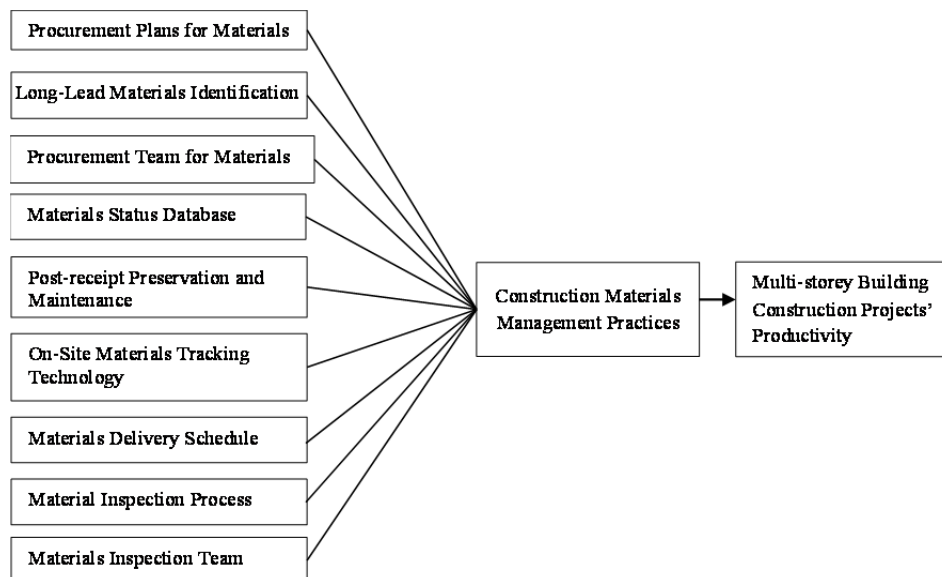 Procurement Plans for Materials
Long-Lead Materials Identification
Procurement Team for Materials
Materials Status Database
Post-receipt Preservation and
Maintenance
On-Site Materials Tracking
Technology
Materials Delivery Schedule
Material Inspection Process
Materials Inspection Team
Construction Materials
Management Practices
Multi-storey Building
Construction Projects’
Productivity